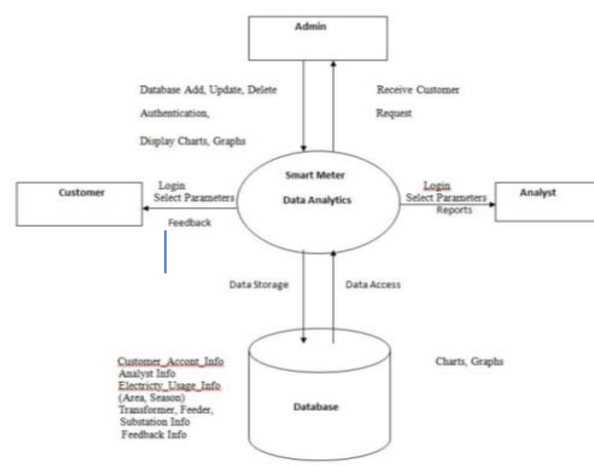 Admin
Database Add, Update, Delete
Receive Customer
Authentication,
Request
Display Charts, Graphs
Smart Meter
Data Analytics
Customer
Login
Select Parameters
Feedback
Login
Select Parameters
Reports
Analyst
Data Storage
Data Access
Customer_Accont_Info
Analyst Info
Electricty_Usage_Info
(Area, Season)
Transformer, Feeder,
Substation Info
Feedback Info
Database
Charts, Graphs